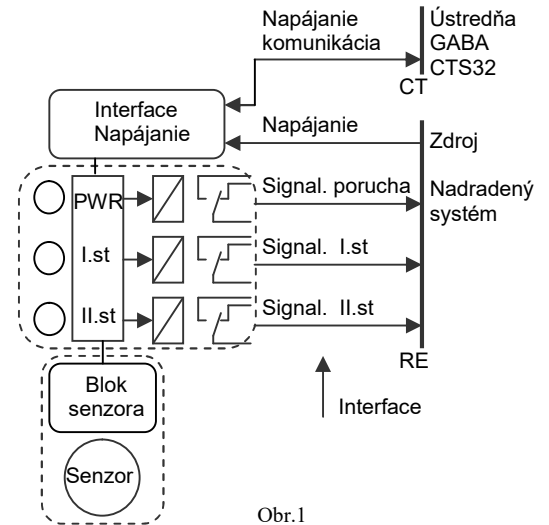 Napájanie
komunikácia
Ústredňa
GABA
CTS32
CT
Interface
Napájanie
Napájanie
Zdroj
PWR
Signal. porucha
Nadradený
systém
I.st
Signal. I.st
II.st
Signal. II.st
RE
Blok
senzora
Interface
Senzor
Obr.1